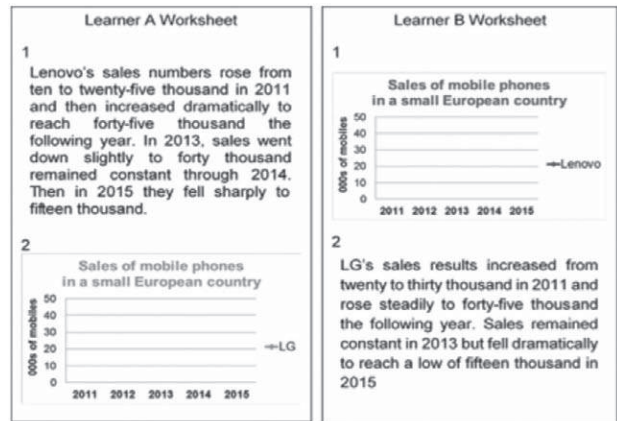 Learner A Worksheet
1
Lenovo's sales numbers rose from
ten to twenty-five thousand in 2011
and then increased dramatically to
reach forty-five thousand the
following year. In 2013, sales went
down slightly to forty thousand
remained constant through 2014.
Then in 2015 they fell sharply to
fifteen thousand.
2
Sales of mobile phones
in a small European country
000s of mobiles
50
40
30
20
10
0
2011 2012 2013 2014 2015
LG
Learner B Worksheet
1
Sales of mobile phones
in a small European country
000s of mobiles
50
40
30
20
10
0
2011 2012 2013 2014 2015
Lenovo
2
LG's sales results increased from
twenty to thirty thousand in 2011 and
rose steadily to forty-five thousand
the following year. Sales remained
constant in 2013 but fell dramatically
to reach a low of fifteen thousand in
2015